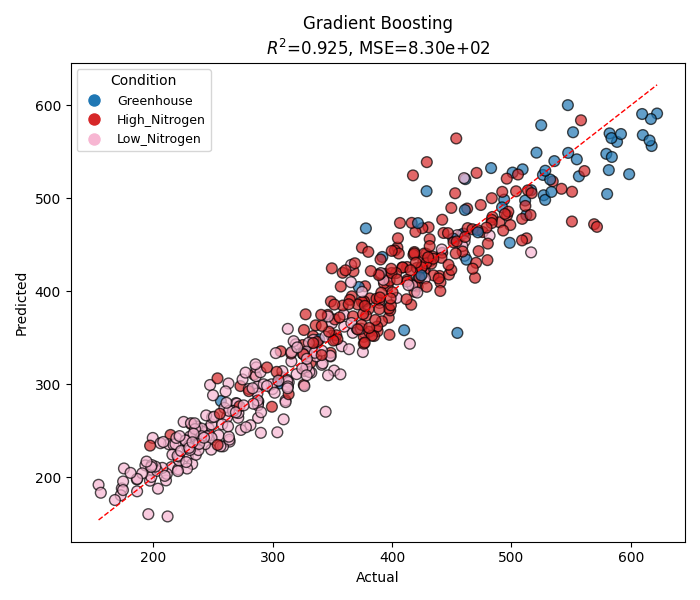 Gradient Boosting
R²=0.925, MSE=8.30e+02
Condition
Greenhouse
High_Nitrogen
Low_Nitrogen
600
500
400
300
200
Predicted
200 300 400 500 600
Actual